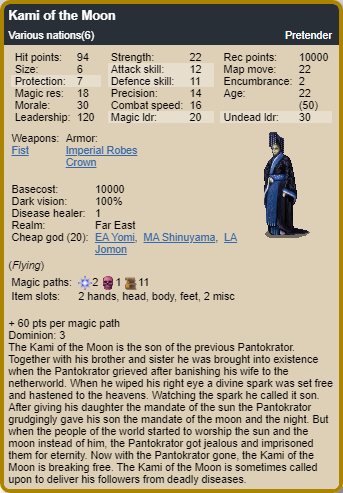 Kami of the Moon
Various nations(6) Pretender
Hit points: 94 Strength: 22 Rec points: 10000
Size: 6 Attack skill: 12 Map move: 22
Protection: 7 Defence skill: 11 Encumbrance: 2
Magic res: 18 Precision: 14 Age: 22
Morale: 30 Combat speed: 16 (50)
Leadership: 120 Magic ldr: 20 Undead ldr: 30
Weapons: Armor:
Fist Imperial Robes
Crown
Basecost: 10000
Dark vision: 100%
Disease healer: 1
Realm: Far East
Cheap god (20): EA Yomi, MA Shinuyama, LA
Jomon
(Flying)
Magic paths: 2 1 11
Item slots: 2 hands, head, body, feet, 2 misc
+ 60 pts per magic path
Dominion: 3
The Kami of the Moon is the son of the previous Pantokrator.
Together with his brother and sister he was brought into existence
when the Pantokrator grieved after banishing his wife to the
netherworld. When he wiped his right eye a divine spark was set free
and hastened to the heavens. Watching the spark he called it son.
After giving his daughter the mandate of the sun the Pantokrator
grudgingly gave his son the mandate of the moon and the night. But
when the people of the world started to worship the sun and the
moon instead of him, the Pantokrator got jealous and imprisoned
them for eternity. Now with the Pantokrator gone, the Kami of the
Moon is breaking free. The Kami of the Moon is sometimes called
upon to deliver his followers from deadly diseases.